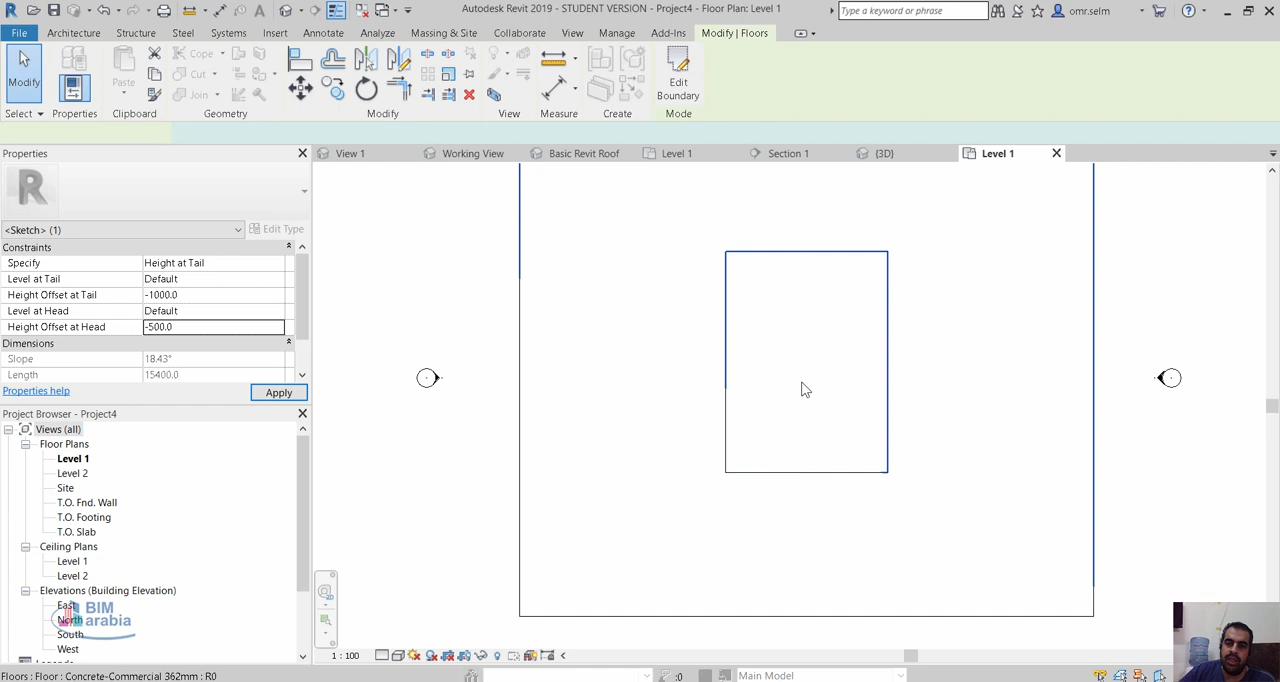 Autodesk Revit 2019 - STUDENT VERSION - Project4 - Floor Plan: Level 1
Type a keyword or phrase
omr.selm
File Architecture Structure Steel Systems Insert Annotate Analyze Massing & Site Collaborate View Manage Add-Ins Modify | Floors
Modify
Paste
Cope
Cut
Join
Edit
Boundary
Select Properties Clipboard Geometry Modify View Measure Create Mode
Properties
View 1 Working View Basic Revit Roof Level 1 Section 1 {3D} Level 1
R
<Sketch> (1) Edit Type
Constraints
Specify Height at Tail
Level at Tail Default
Height Offset at Tail -1000.0
Level at Head Default
Height Offset at Head -500.0
Dimensions
Slope 18.43°
Length 15400.0
Properties help Apply
Project Browser - Project4
Views (all)
Floor Plans
Level 1
Level 2
Site
T.O. Fnd. Wall
T.O. Footing
T.O. Slab
Ceiling Plans
Level 1
Level 2
Elevations (Building Elevation)
East
North
South
West
BIM
arabia
1 : 100
Floors : Floor : Concrete-Commercial 362mm : R0
:0
Main Model